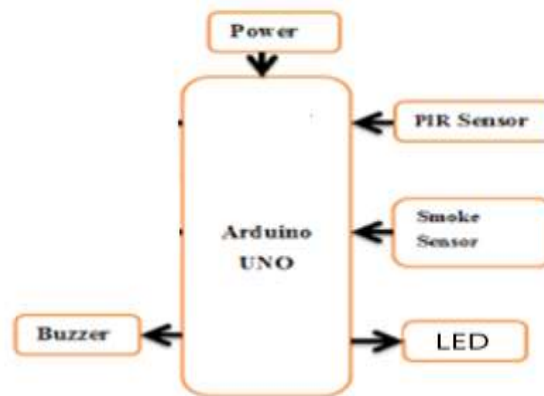 Power
PIR Sensor
Smoke
Sensor
Arduino
UNO
Buzzer
LED